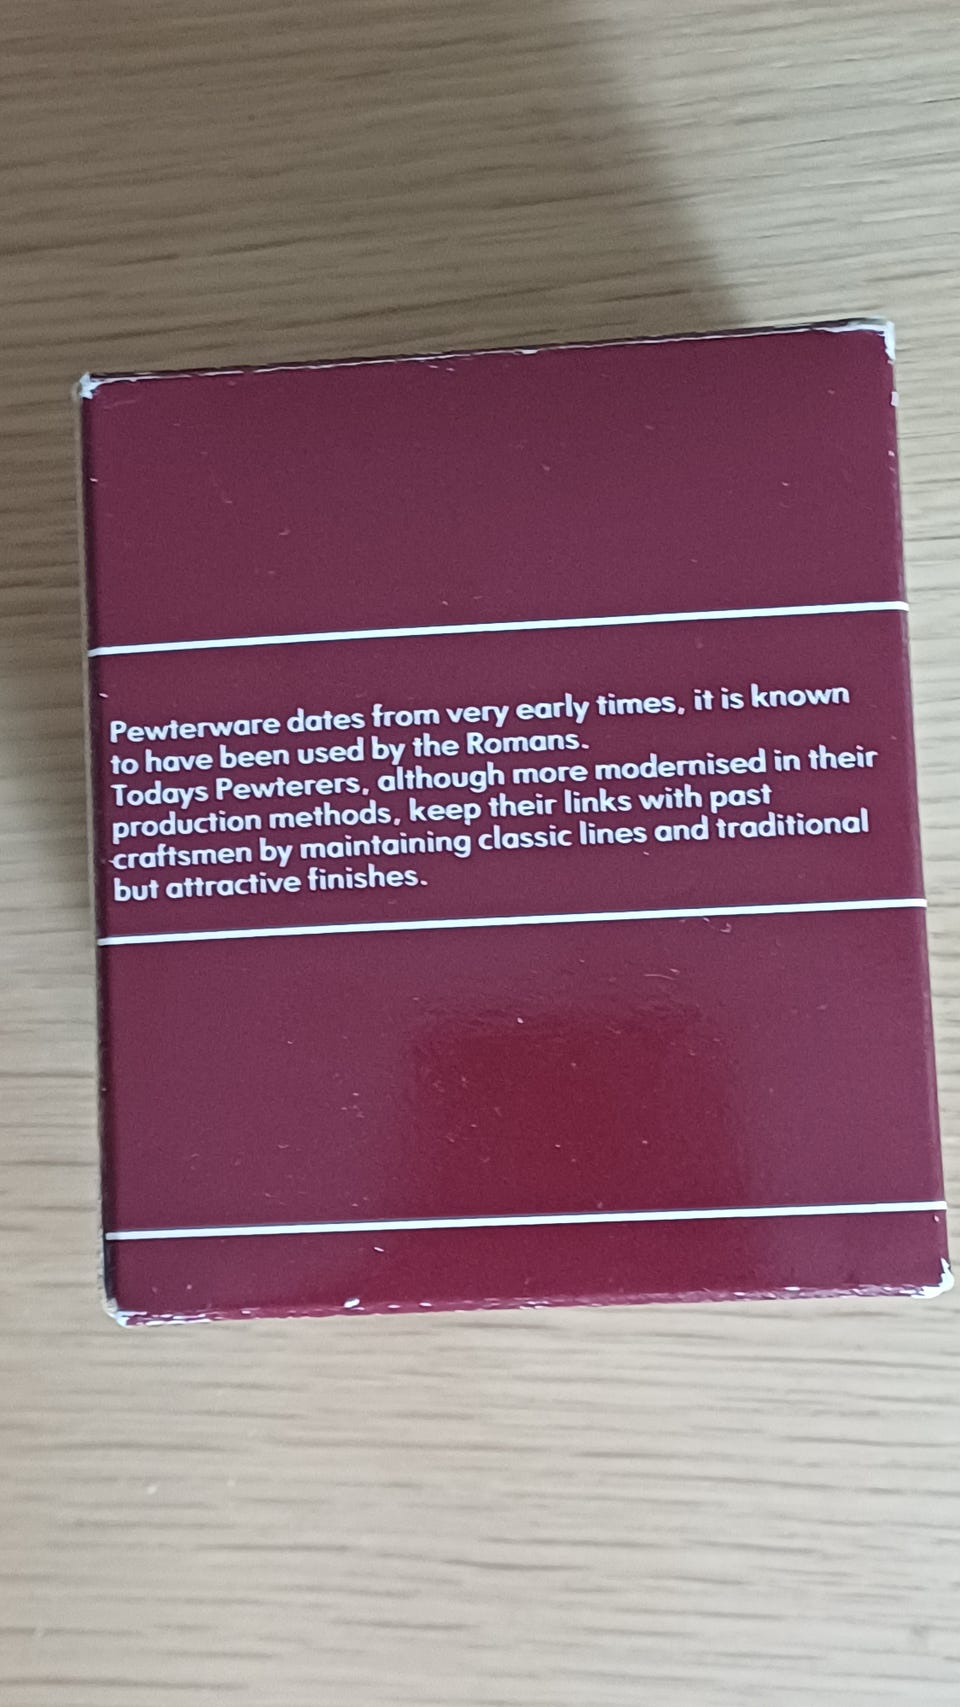 Pewterware dates from very early times, it is known
to have been used by the Romans.
Todays Pewterers, although more modernised in their
production methods, keep their links with past
craftsmen by maintaining classic lines and traditional
but attractive finishes.